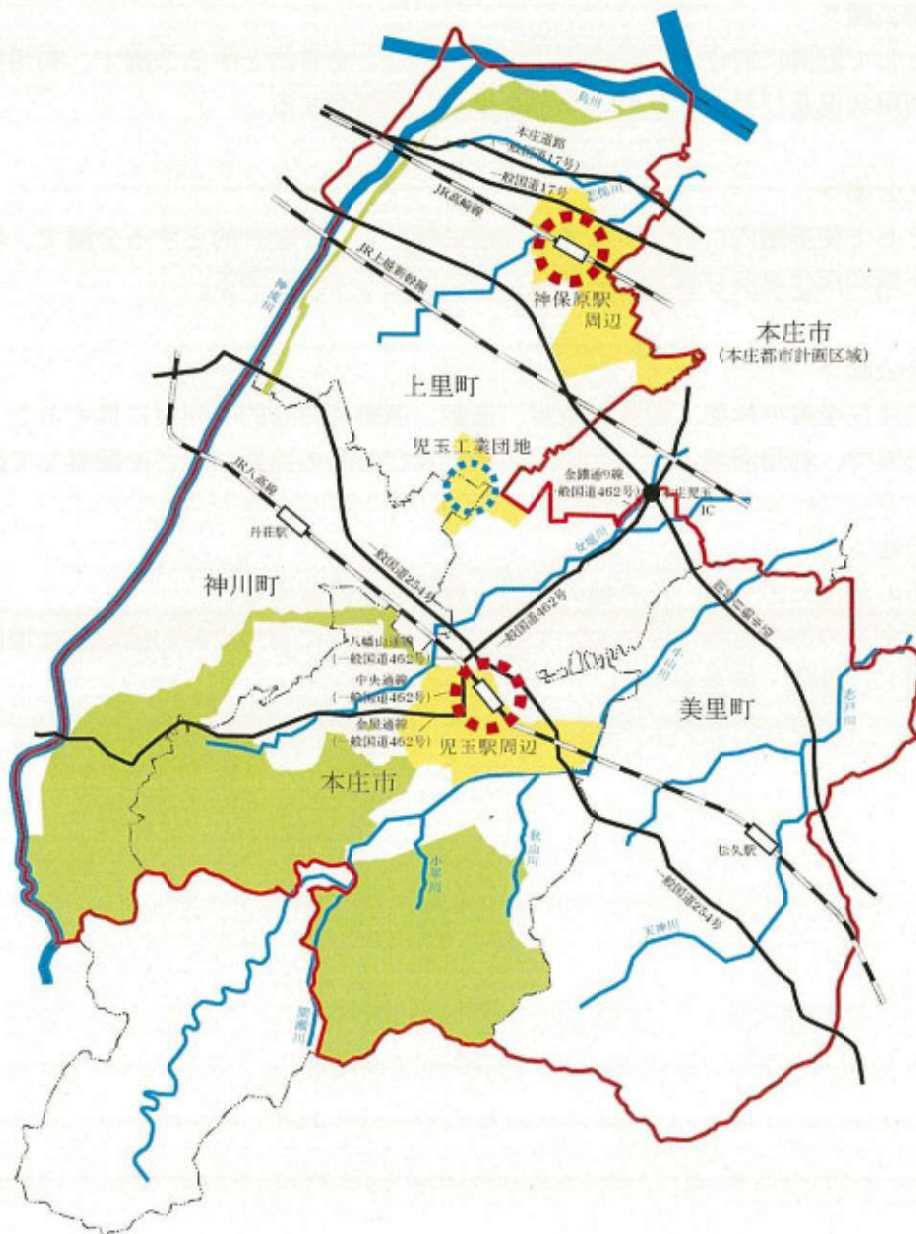 烏川
本庄道路
(一般国道17号)
一般国道17号
志保川
JR高崎線
JR上越新幹線
神保原駅
周辺
神流川
本庄市
(本庄都市計画区域)
上里町
児玉工業団地
金鑚通り線
(一般国道462号)
本庄児玉
IC
女堀川
JR八高線
丹荘駅
一般国道254号
神川町
一般国道462号
関越自動車道
小山川
八幡山通線
(一般国道462号)
中央通線
(一般国道462号)
金屋通線
(一般国道462号)
児玉駅周辺
美里町
志戸川
本庄市
小平川
秋山川
松久駅
一般国道254号
天神川
間瀬川